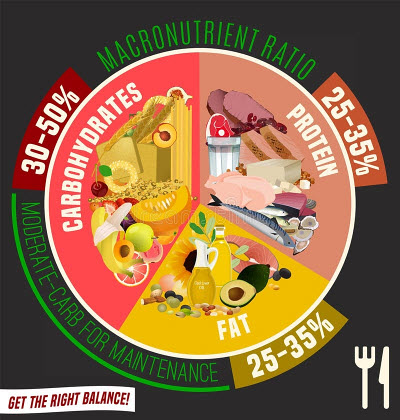 MACRONUTRIENT RATIO
30-50%
CARBOHYDRATES
25-35%
PROTEIN
25-35%
FAT
MODERATE-CARB FOR MAINTENANCE
GET THE RIGHT BALANCE!